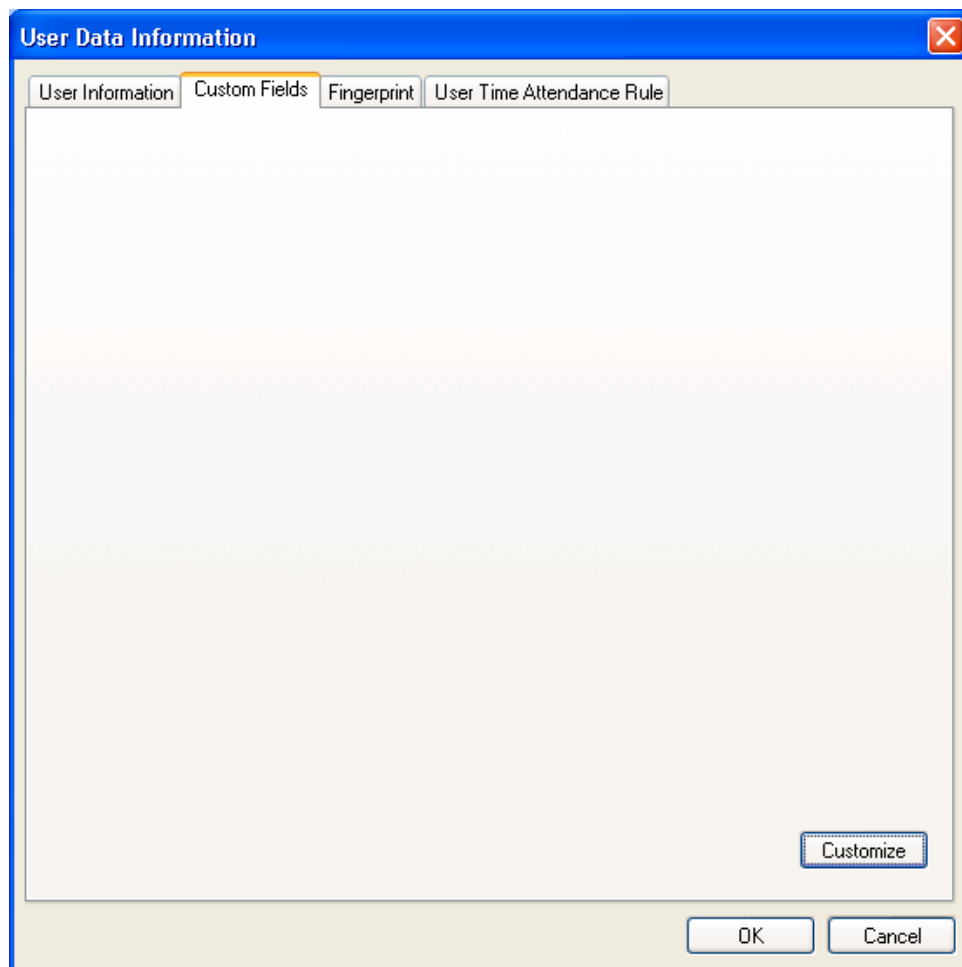 User Data Information
User Information Custom Fields Fingerprint User Time Attendance Rule
Customize
OK Cancel